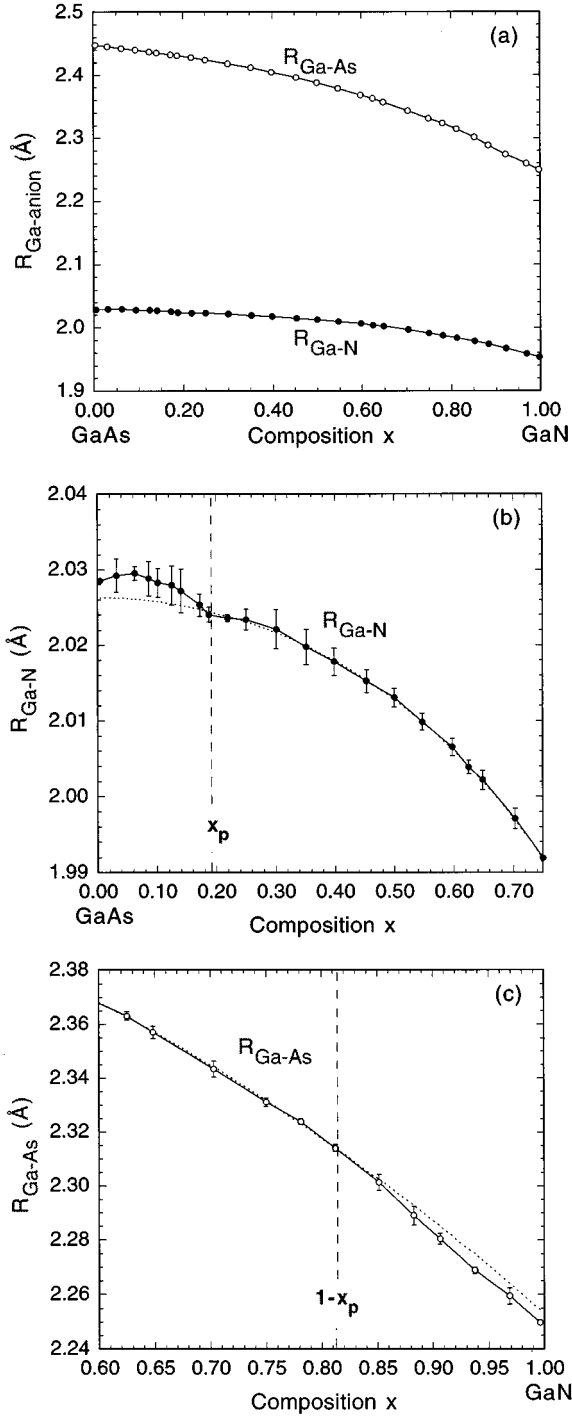 (a)
R_Ga-As
R_Ga-N
R_Ga-anion (Å)
2.5
2.4
2.3
2.2
2.1
2.0
1.9
0.00 0.20 0.40 0.60 0.80 1.00
GaAs Composition x GaN
(b)
R_Ga-N
x_p
R_Ga-N (Å)
2.04
2.03
2.02
2.01
2.00
1.99
0.00 0.10 0.20 0.30 0.40 0.50 0.60 0.70
GaAs Composition x
(c)
R_Ga-As
1-x_p
R_Ga-As (Å)
2.38
2.36
2.34
2.32
2.30
2.28
2.26
2.24
0.60 0.65 0.70 0.75 0.80 0.85 0.90 0.95 1.00
Composition x GaN